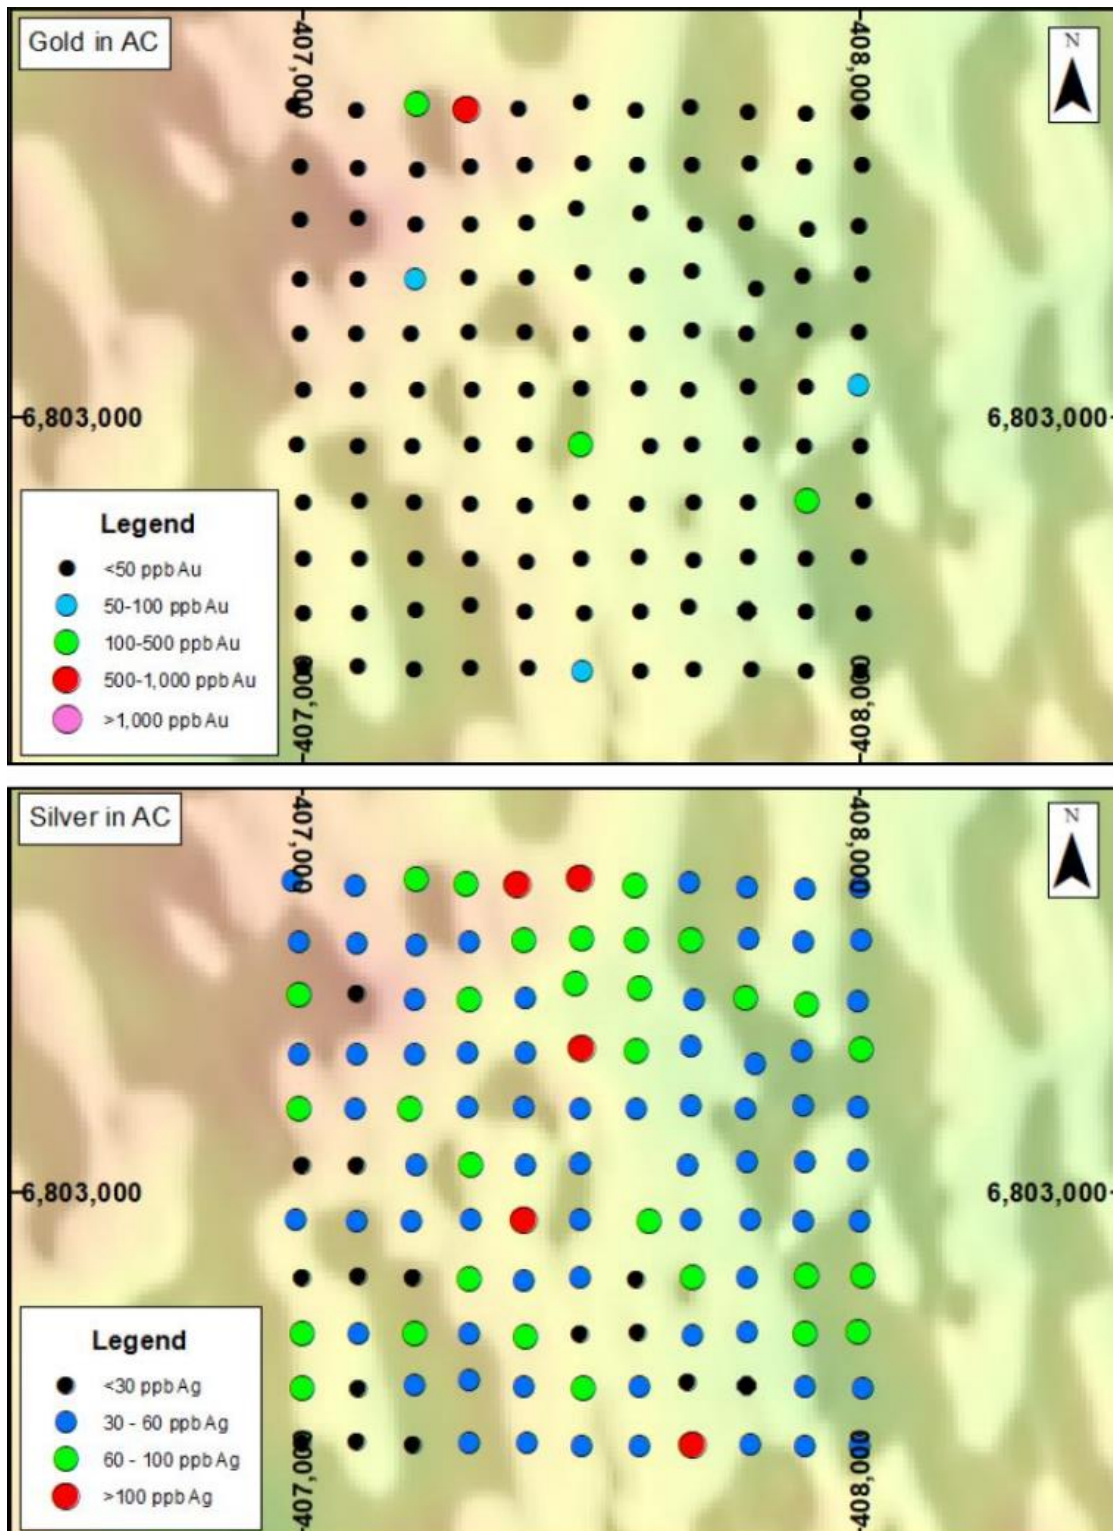 Gold in AC
407,000
408,000
N
6,803,000
6,803,000
Legend
<50 ppb Au
50-100 ppb Au
100-500 ppb Au
500-1,000 ppb Au
>1,000 ppb Au
407,000
408,000
Silver in AC
407,000
408,000
N
6,803,000
6,803,000
Legend
<30 ppb Ag
30 - 60 ppb Ag
60 - 100 ppb Ag
>100 ppb Ag
407,000
408,000